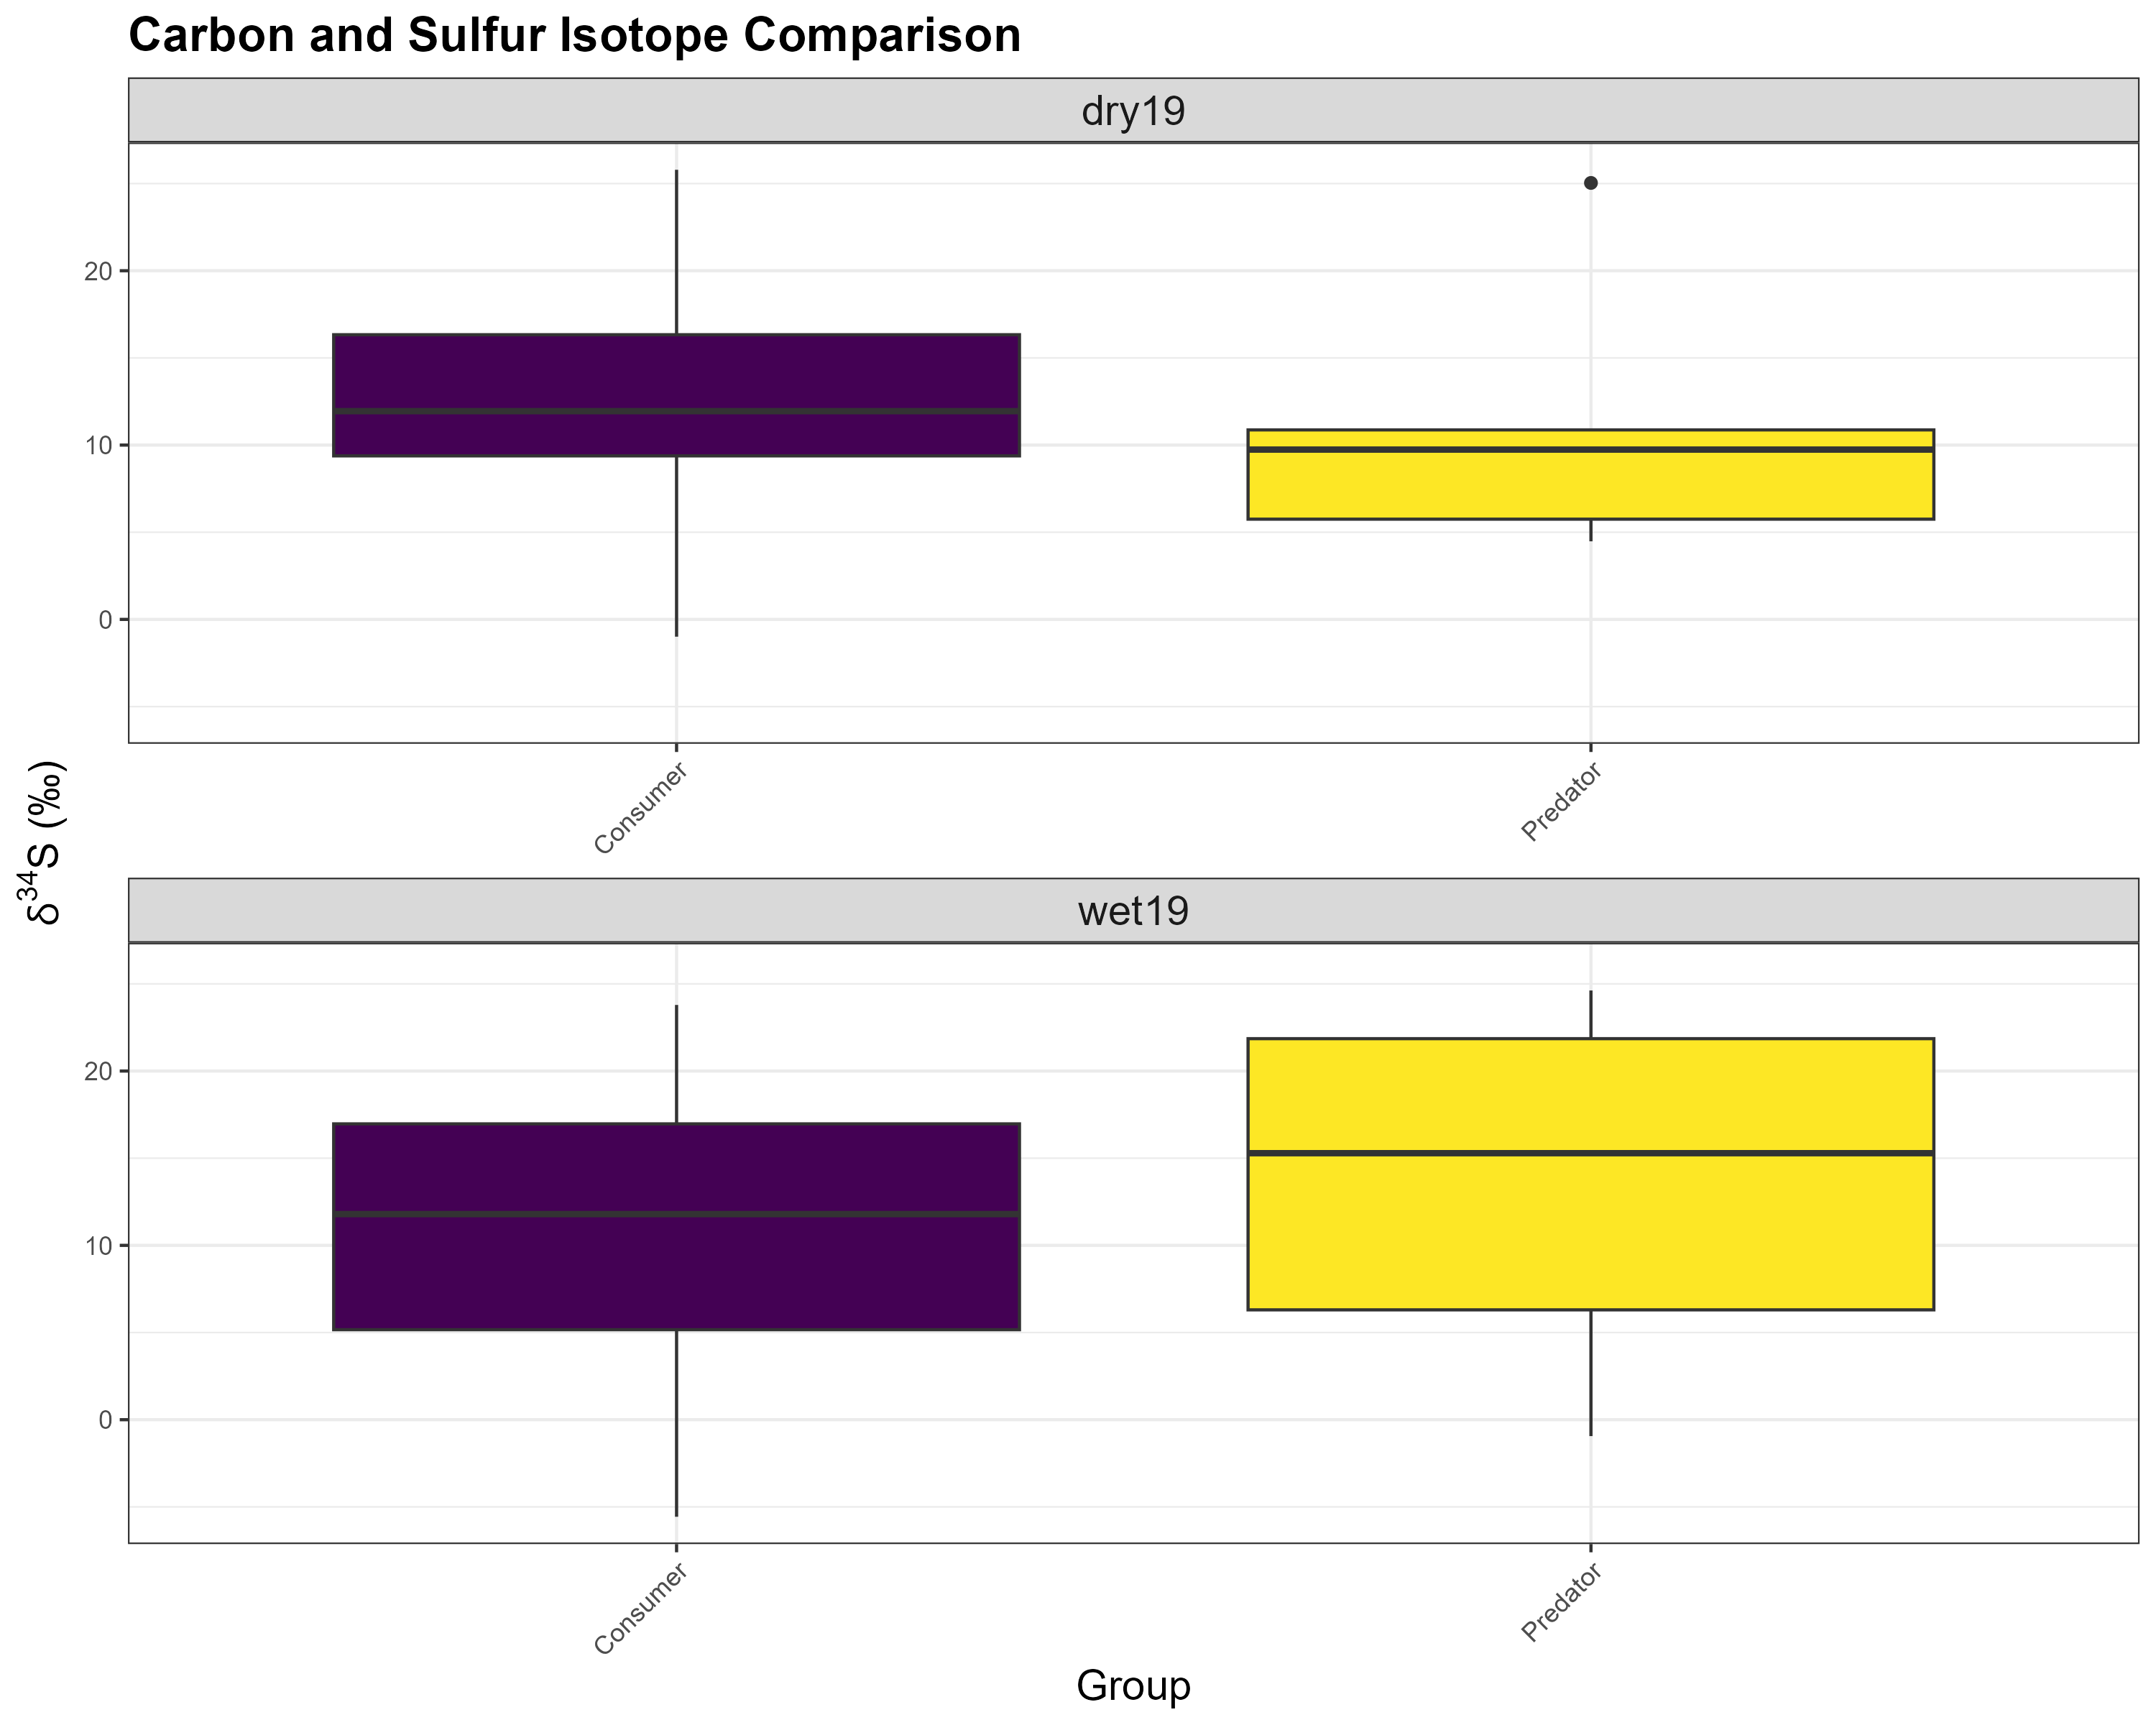 Carbon and Sulfur Isotope Comparison
dry19
20
10
0
Consumer
Predator
δ³⁴S (‰)
wet19
20
10
0
Consumer
Predator
Group